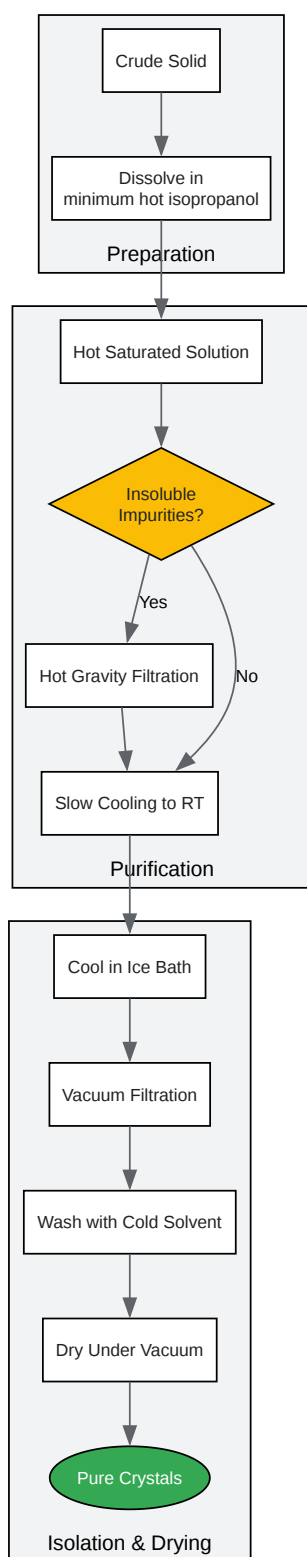 Crude Solid
Dissolve in
minimum hot isopropanol
Preparation
Hot Saturated Solution
Insoluble
Impurities?
Yes
Hot Gravity Filtration
No
Slow Cooling to RT
Purification
Cool in Ice Bath
Vacuum Filtration
Wash with Cold Solvent
Dry Under Vacuum
Pure Crystals
Isolation & Drying